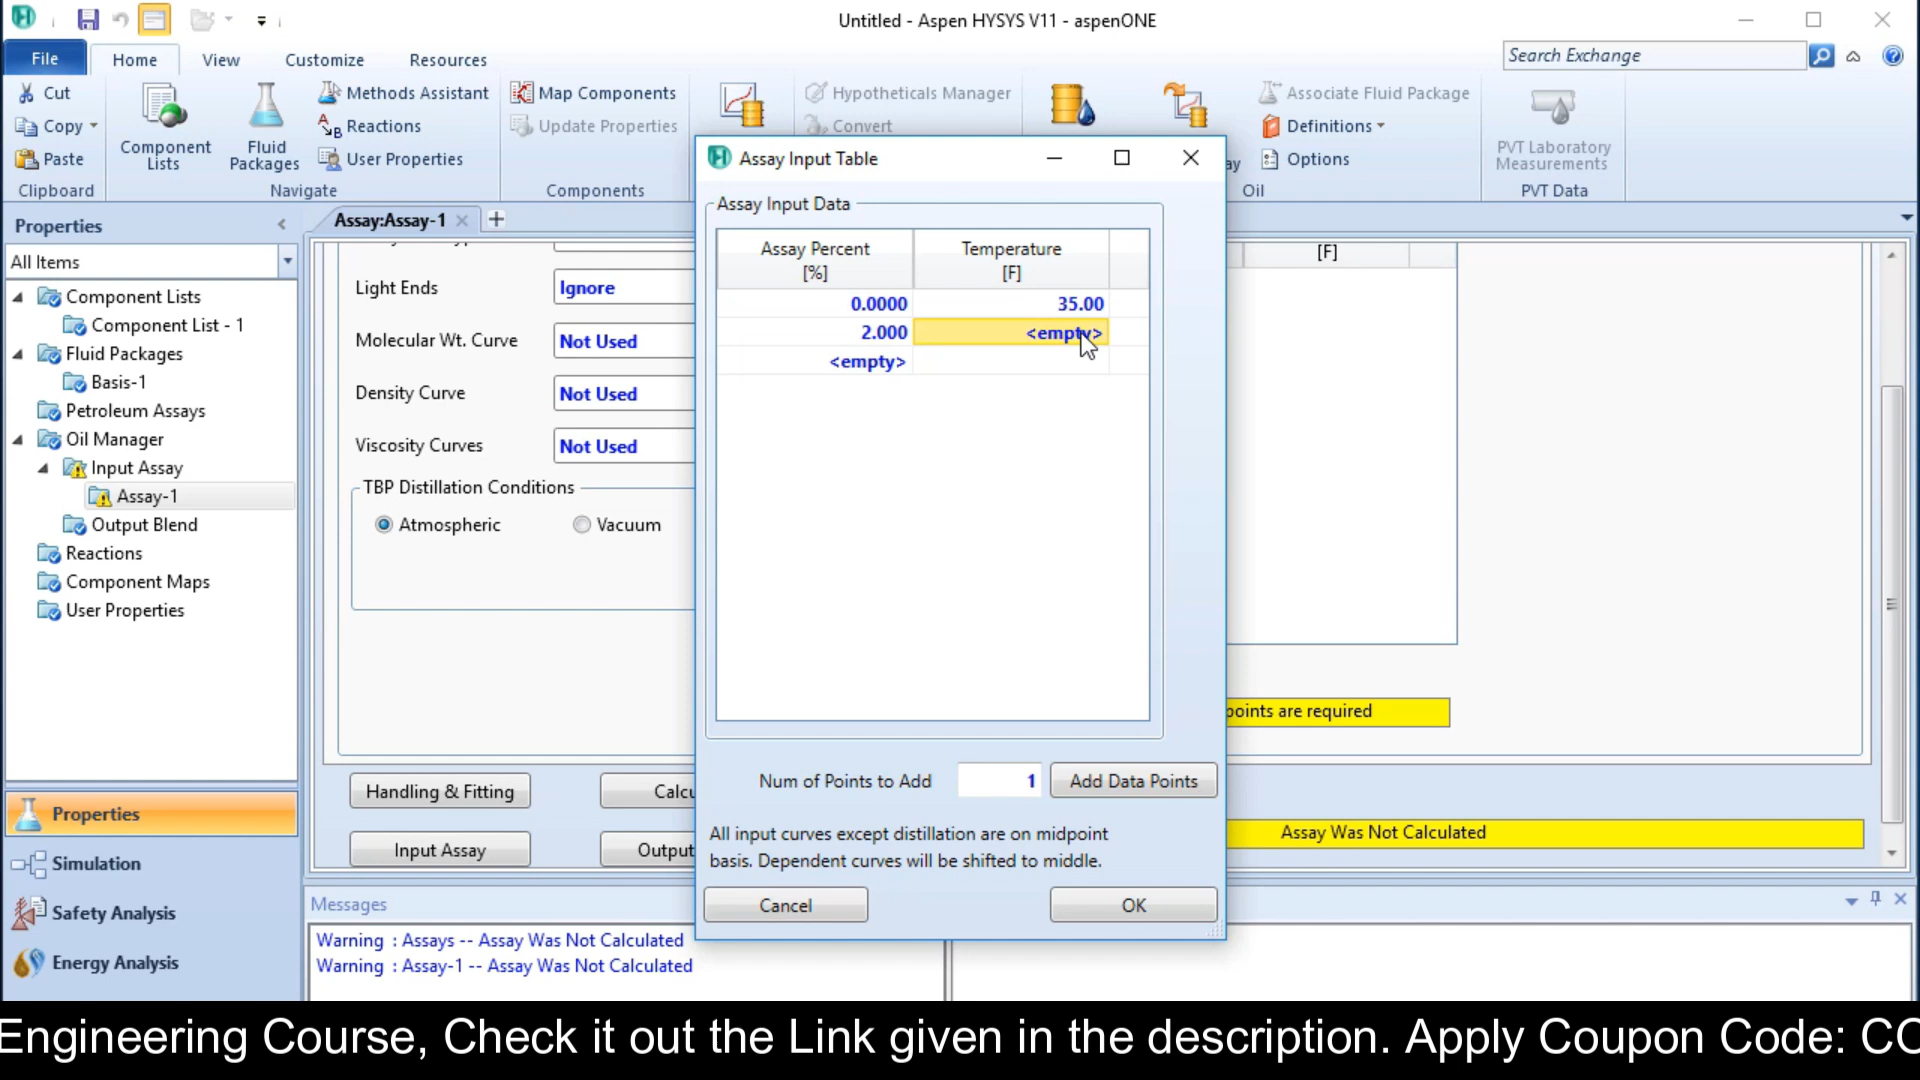 Untitled - Aspen HYSYS V11 - aspenONE
File
Home
View
Customize
Resources
Search Exchange
Cut
Copy
Paste
Clipboard
Component Lists
Fluid Packages
Methods Assistant
Reactions
User Properties
Navigate
Map Components
Update Properties
Components
Hypotheticals Manager
Convert
Oil
Associate Fluid Package
Definitions
Options
PVT Laboratory Measurements
PVT Data
Properties
All Items
Component Lists
Component List - 1
Fluid Packages
Basis-1
Petroleum Assays
Oil Manager
Input Assay
Assay-1
Output Blend
Reactions
Component Maps
User Properties
Properties
Simulation
Safety Analysis
Energy Analysis
Assay:Assay-1
Light Ends Ignore
Molecular Wt. Curve Not Used
Density Curve Not Used
Viscosity Curves Not Used
TBP Distillation Conditions
Atmospheric Vacuum
Handling & Fitting
Calcu
Input Assay
Output
Assay Input Table
Assay Input Data
Assay Percent Temperature
[%] [F]
0.0000 35.00
2.000 <empty>
<empty>
Num of Points to Add 1 Add Data Points
All input curves except distillation are on midpoint
basis. Dependent curves will be shifted to middle.
Cancel OK
[F]
points are required
Assay Was Not Calculated
Messages
Warning : Assays -- Assay Was Not Calculated
Warning : Assay-1 -- Assay Was Not Calculated
Engineering Course, Check it out the Link given in the description. Apply Coupon Code: CO